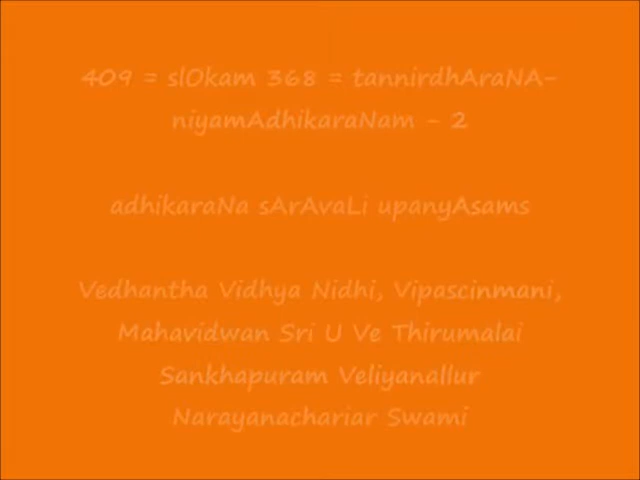 409 = slOkam 368 = tannirdhAraNA-
niyamAdhikaraNam - 2
adhikaraNa sArAvaLi upanyAsams
Vedhantha Vidhya Nidhi, Vipascinmani,
Mahavidwan Sri U Ve Thirumalai
Sankhapuram Veliyanallur
Narayanachariar Swami